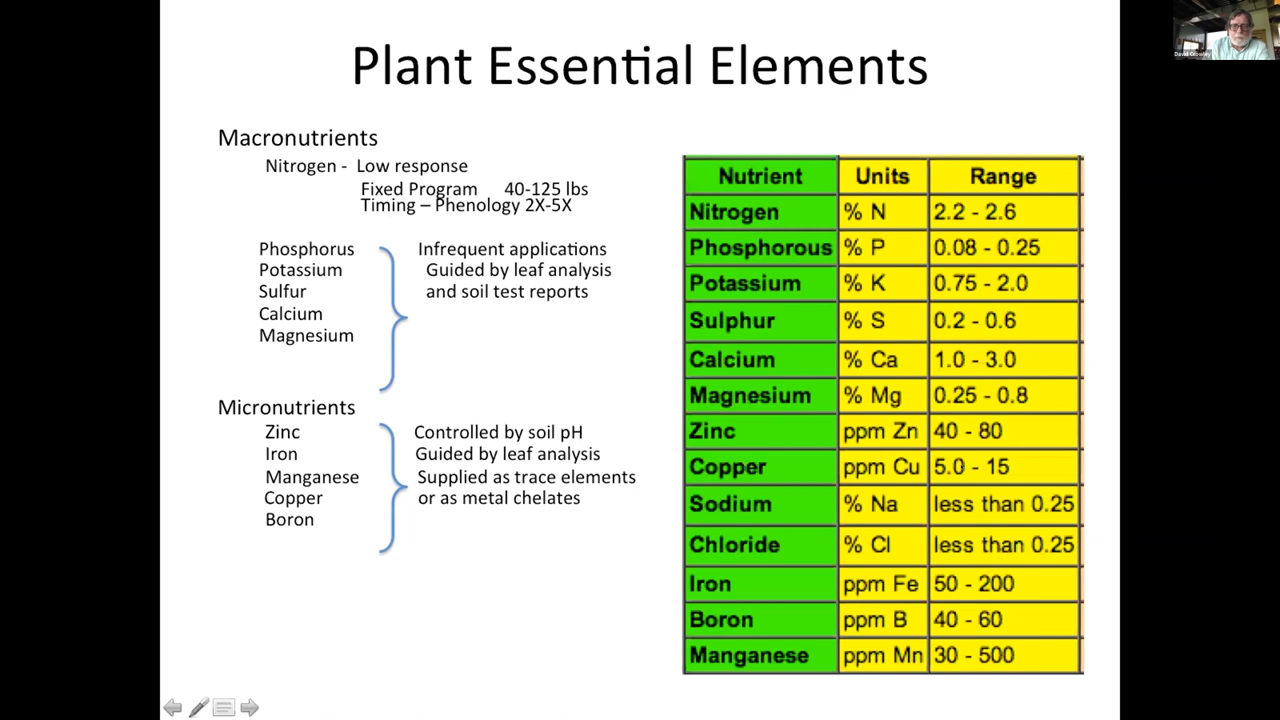 Plant Essential Elements
Macronutrients
Nitrogen - Low response
Fixed Program 40-125 lbs
Timing – Phenology 2X-5X
Phosphorus
Potassium
Sulfur
Calcium
Magnesium
Infrequent applications
Guided by leaf analysis
and soil test reports
Micronutrients
Zinc
Iron
Manganese
Copper
Boron
Controlled by soil pH
Guided by leaf analysis
Supplied as trace elements
or as metal chelates
Nutrient Units Range
Nitrogen % N 2.2 - 2.6
Phosphorous % P 0.08 - 0.25
Potassium % K 0.75 - 2.0
Sulphur % S 0.2 - 0.6
Calcium % Ca 1.0 - 3.0
Magnesium % Mg 0.25 - 0.8
Zinc ppm Zn 40 - 80
Copper ppm Cu 5.0 - 15
Sodium % Na less than 0.25
Chloride % Cl less than 0.25
Iron ppm Fe 50 - 200
Boron ppm B 40 - 60
Manganese ppm Mn 30 - 500
David